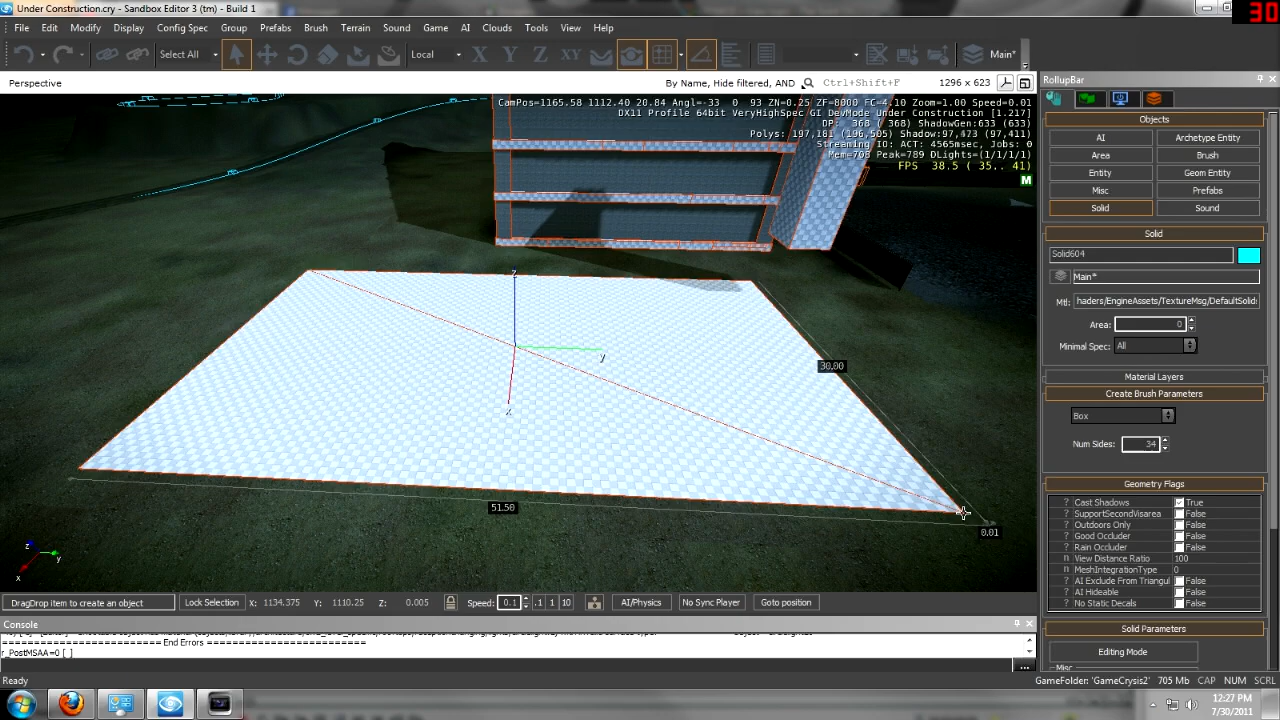 Under Construction.cry - Sandbox Editor 3 (tm) - Build 1
30
File Edit Modify Display Config Spec Group Prefabs Brush Terrain Sound Game AI Clouds Tools View Help
Select All Local X Y Z XY Main*
Perspective By Name, Hide filtered, AND Ctrl+Shift+F 1296 x 623
CamPos=1165.58 1112.40 20.84 Angl=-33 0 93 ZN=0.25 ZF=8000 FC=4.10 Zoom=1.00 Speed=0.01
DX11 Profile 64bit VeryHighSpec GI DevMode Under Construction [1.217]
DP: 368 ( 368) ShadowGen:633 (633)
Polys: 197,181 (196,505) Shadow:97,473 (97,411)
Streaming IO: ACT: 4565msec, Jobs: 0
Mem=708 Peak=789 DLights=(1/1/1/1)
FPS 38.5 ( 35.. 41)
M
z
y
x
30.00
51.50
0.01
z
y
x
DragDrop item to create an object Lock Selection X: 1134.375 Y: 1110.25 Z: 0.005 Speed: 0.1 .1 1 10 AI/Physics No Sync Player Goto position
Console
======================= End Errors =======================
r_PostMSAA=0 [ ]
...
Ready
RollupBar
Objects
AI Archetype Entity
Area Brush
Entity Geom Entity
Misc Prefabs
Solid Sound
Solid
Solid604
Main*
Mtl: haders/EngineAssets/TextureMsg/DefaultSolids
Area: 0
Minimal Spec: All
Material Layers
Create Brush Parameters
Box
Num Sides: 34
Geometry Flags
? Cast Shadows True
? SupportSecondVisarea False
? Outdoors Only False
? Good Occluder False
? Rain Occluder False
n View Distance Ratio 100
n MeshIntegrationType 0
? AI Exclude From Triangul False
? AI Hideable False
? No Static Decals False
Solid Parameters
Editing Mode
Misc
GameFolder: 'GameCrysis2' 705 Mb CAP NUM SCRL
12:27 PM
7/30/2011